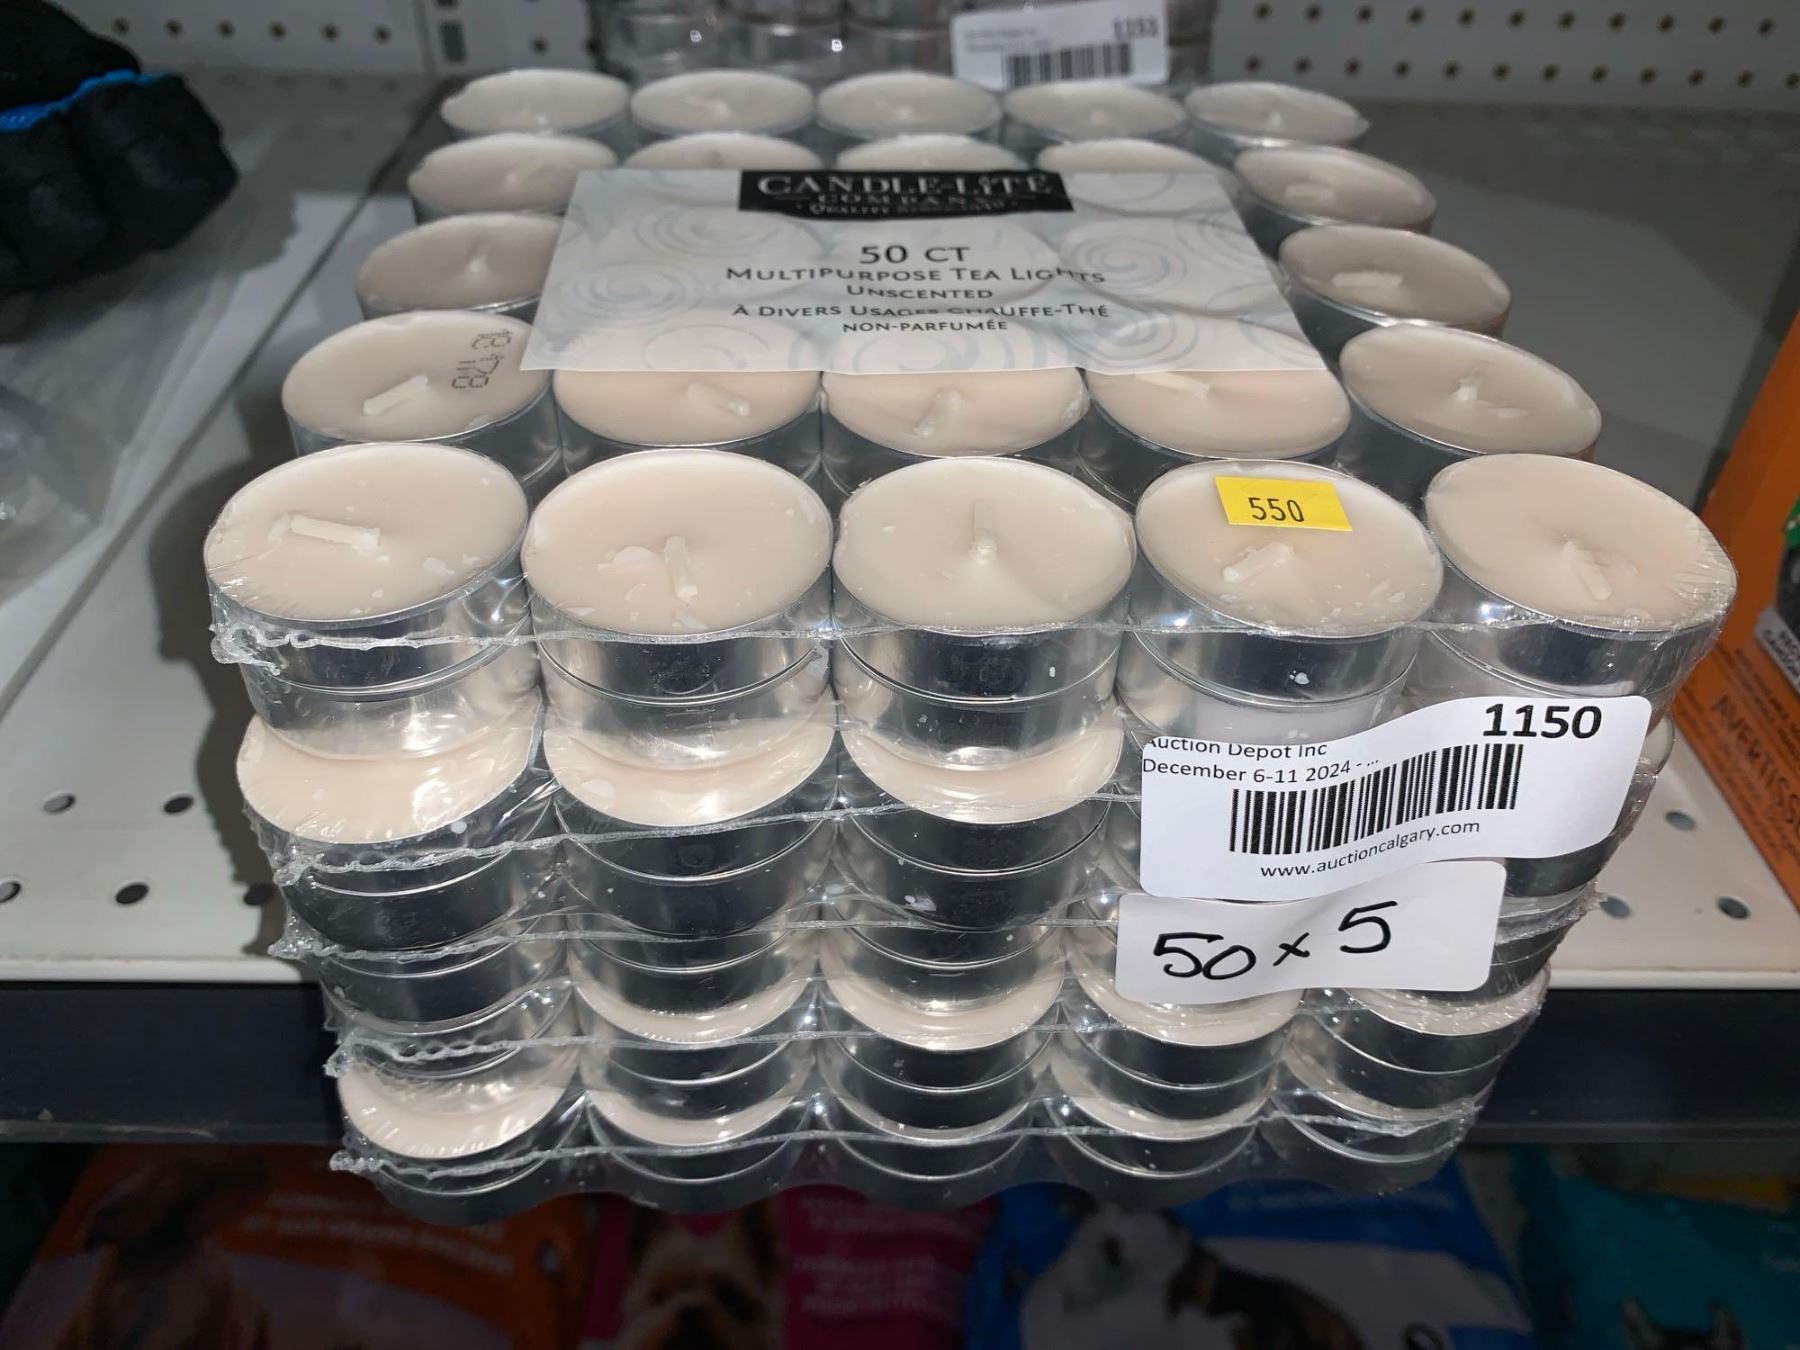 1151
CANDLE-LITE
COMPANY
50 CT
MULTIPURPOSE TEA LIGHTS
UNSCENTED
À DIVERS USAGES CHAUFFE-THÉ
NON-PARFUMÉE
550
1150
Auction Depot Inc
December 6-11 2024 - ...
www.auctioncalgary.com
50 x 5